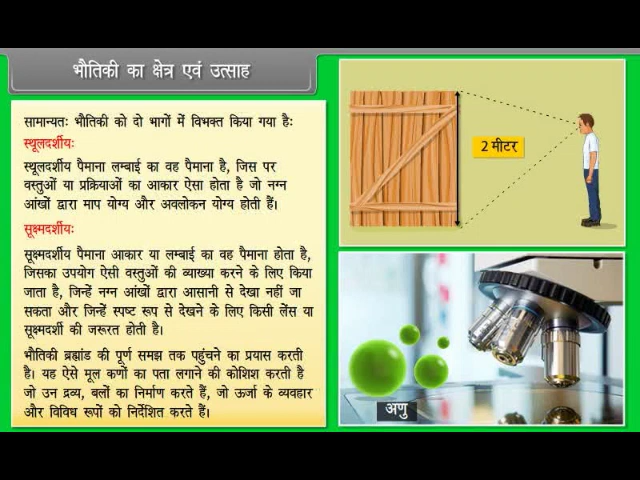 भौतिकी का क्षेत्र एवं उत्साह
सामान्यतः भौतिकी को दो भागों में विभक्त किया गया हैः
स्थूलदर्शीयः
स्थूलदर्शीय पैमाना लम्बाई का वह पैमाना है, जिस पर
वस्तुओं या प्रक्रियाओं का आकार ऐसा होता है जो नग्न
आंखों द्वारा माप योग्य और अवलोकन योग्य होती हैं।
सूक्ष्मदर्शीयः
सूक्ष्मदर्शीय पैमाना आकार या लम्बाई का वह पैमाना होता है,
जिसका उपयोग ऐसी वस्तुओं की व्याख्या करने के लिए किया
जाता है, जिन्हें नग्न आंखों द्वारा आसानी से देखा नहीं जा
सकता और जिन्हें स्पष्ट रूप से देखने के लिए किसी लेंस या
सूक्ष्मदर्शी की जरूरत होती है।
भौतिकी ब्रह्मांड की पूर्ण समझ तक पहुंचने का प्रयास करती
है। यह ऐसे मूल कणों का पता लगाने की कोशिश करती है
जो उन द्रव्य, बलों का निर्माण करते हैं, जो ऊर्जा के व्यवहार
और विविध रूपों को निर्देशित करते हैं।
2 मीटर
अणु